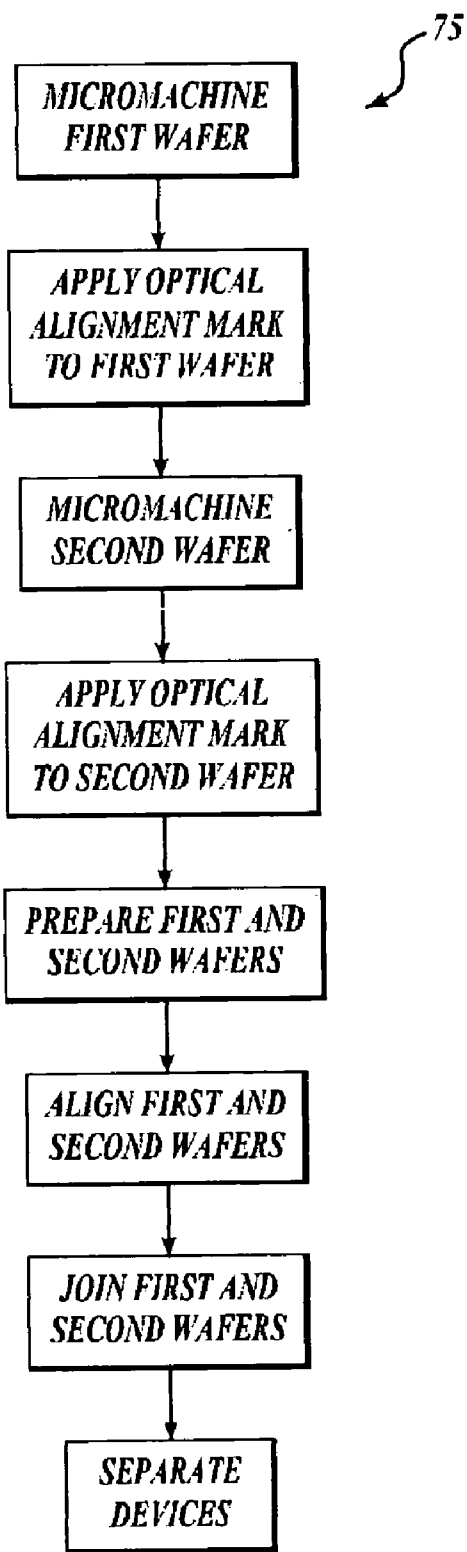 75
MICROMACHINE
FIRST WAFER
APPLY OPTICAL
ALIGNMENT MARK
TO FIRST WAFER
MICROMACHINE
SECOND WAFER
APPLY OPTICAL
ALIGNMENT MARK
TO SECOND WAFER
PREPARE FIRST AND
SECOND WAFERS
ALIGN FIRST AND
SECOND WAFERS
JOIN FIRST AND
SECOND WAFERS
SEPARATE
DEVICES